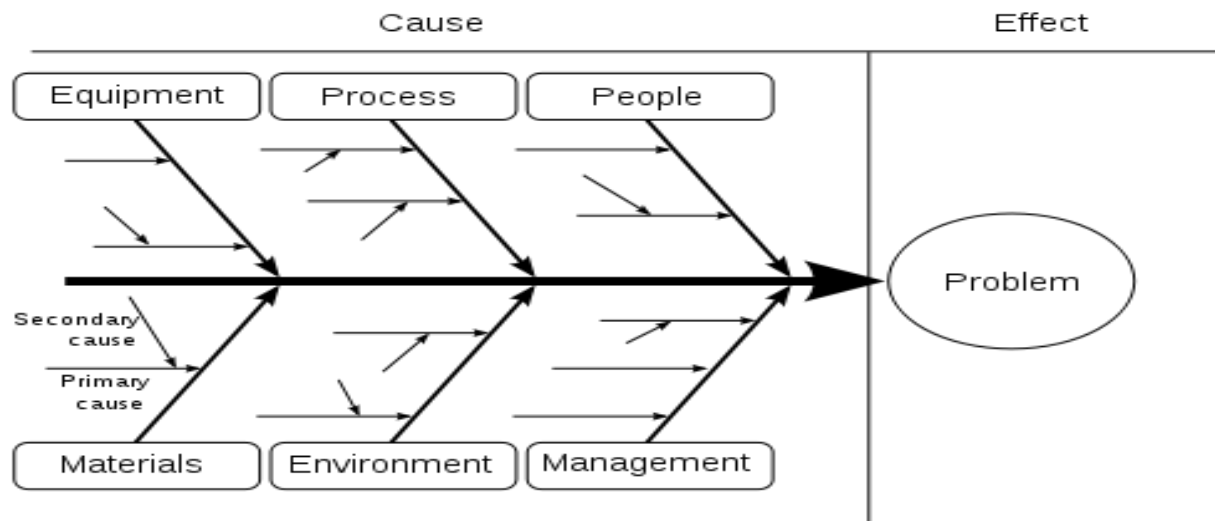 Cause
Effect
Equipment
Process
People
Problem
Secondary
cause
Primary
cause
Materials
Environment
Management